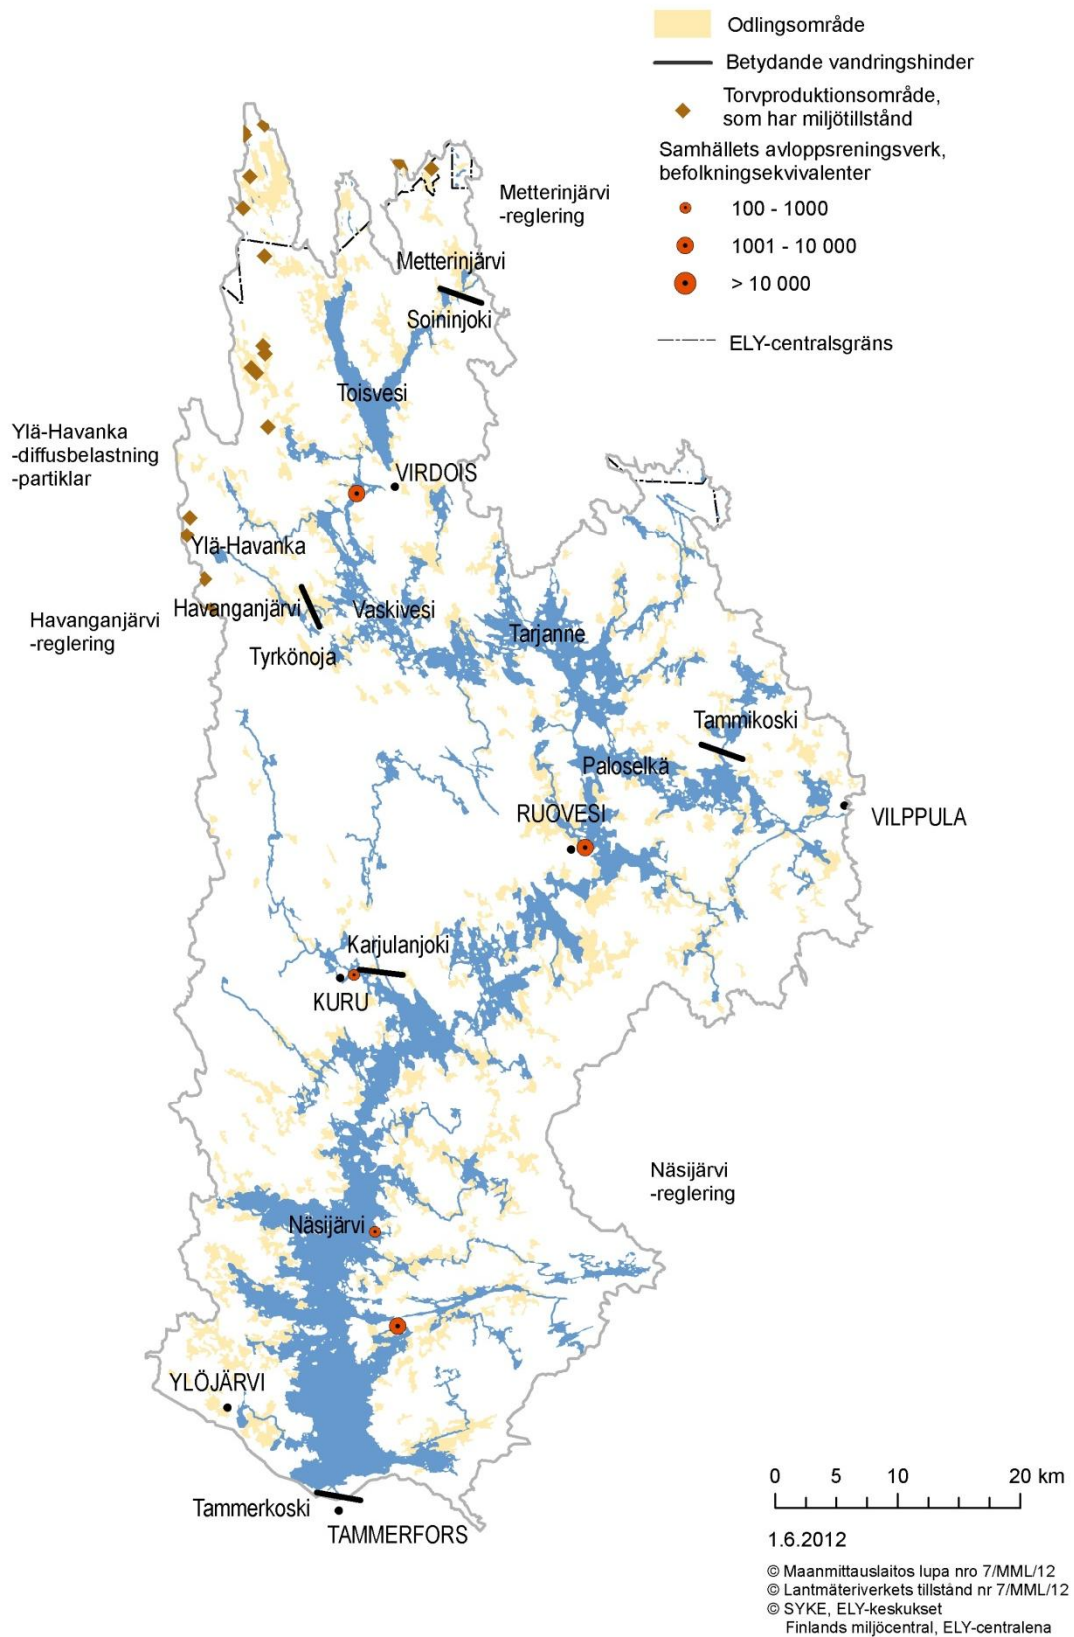 Odlingsområde
Betydande vandringshinder
Torvproduktionsområde,
som har miljötillstånd
Samhällets avloppsreningsverk,
befolkningsekvivalenter
100 - 1000
1001 - 10 000
> 10 000
ELY-centralsgräns
Metterinjärvi
-reglering
Metterinjärvi
Soininjoki
Toisvesi
Ylä-Havanka
-diffusbelastning
-partiklar
VIRDOIS
Ylä-Havanka
Havanganjärvi
Vaskivesi
Havanganjärvi
-reglering
Tyrkönoja
Tarjanne
Tammikoski
Paloselkä
RUOVESI
VILPPULA
Karjulanjoki
KURU
Näsijärvi
-reglering
Näsijärvi
YLÖJÄRVI
Tammerkoski
TAMMERFORS
0 5 10 20 km
1.6.2012
© Maanmittauslaitos lupa nro 7/MML/12
© Lantmäteriverkets tillstånd nr 7/MML/12
© SYKE, ELY-keskukset
Finlands miljöcentral, ELY-centralena